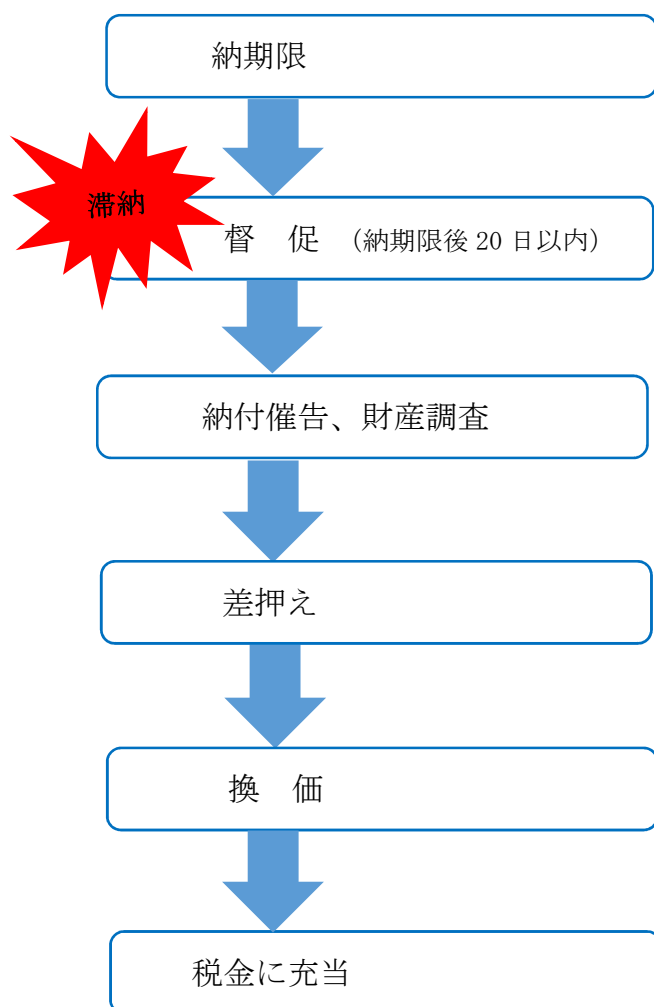 納期限
滞納
督　促　（納期限後 20 日以内）
納付催告、財産調査
差押え
換　価
税金に充当